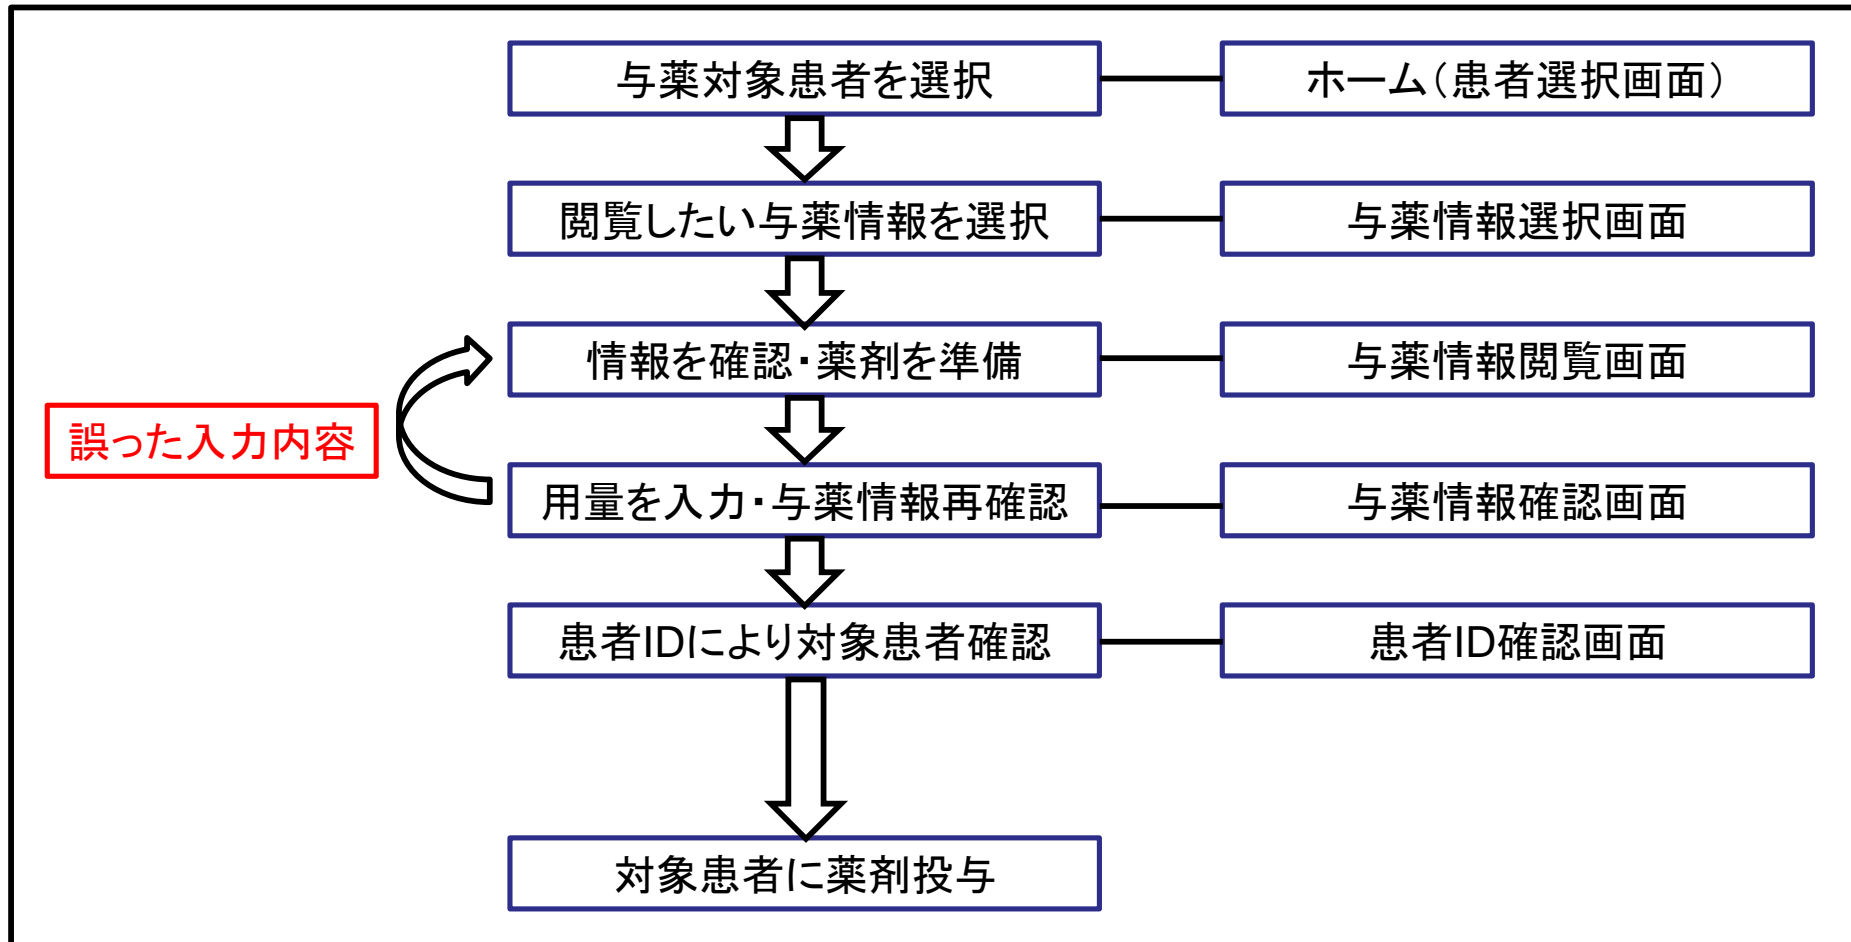 与薬対象患者を選択
ホーム(患者選択画面)
閲覧したい与薬情報を選択
与薬情報選択画面
情報を確認・薬剤を準備
与薬情報閲覧画面
誤った入力内容
用量を入力・与薬情報再確認
与薬情報確認画面
患者IDにより対象患者確認
患者ID確認画面
対象患者に薬剤投与